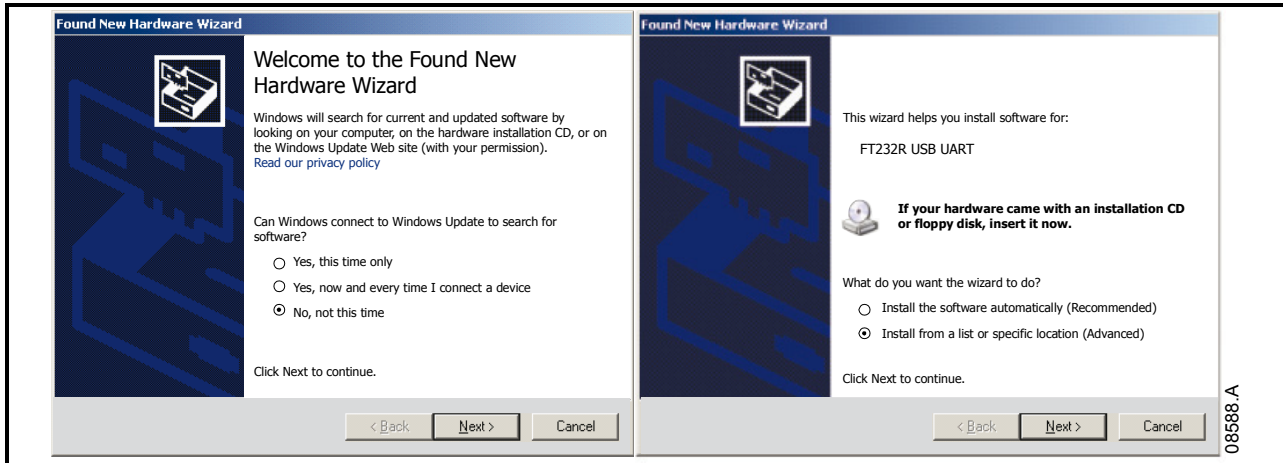 Found New Hardware Wizard
Welcome to the Found New
Hardware Wizard
Windows will search for current and updated software by
looking on your computer, on the hardware installation CD, or on
the Windows Update Web site (with your permission).
Read our privacy policy
Can Windows connect to Windows Update to search for
software?
Yes, this time only
Yes, now and every time I connect a device
No, not this time
Click Next to continue.
< Back
Next >
Cancel
Found New Hardware Wizard
This wizard helps you install software for:
FT232R USB UART
If your hardware came with an installation CD
or floppy disk, insert it now.
What do you want the wizard to do?
Install the software automatically (Recommended)
Install from a list or specific location (Advanced)
Click Next to continue.
< Back
Next >
Cancel
08588.A